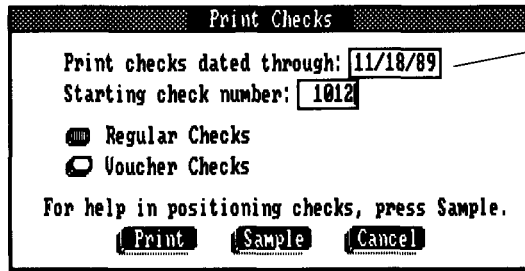 Print Checks
Print checks dated through: 11/18/89
Starting check number: 1012
Regular Checks
Voucher Checks
For help in positioning checks, press Sample.
Print Sample Cancel